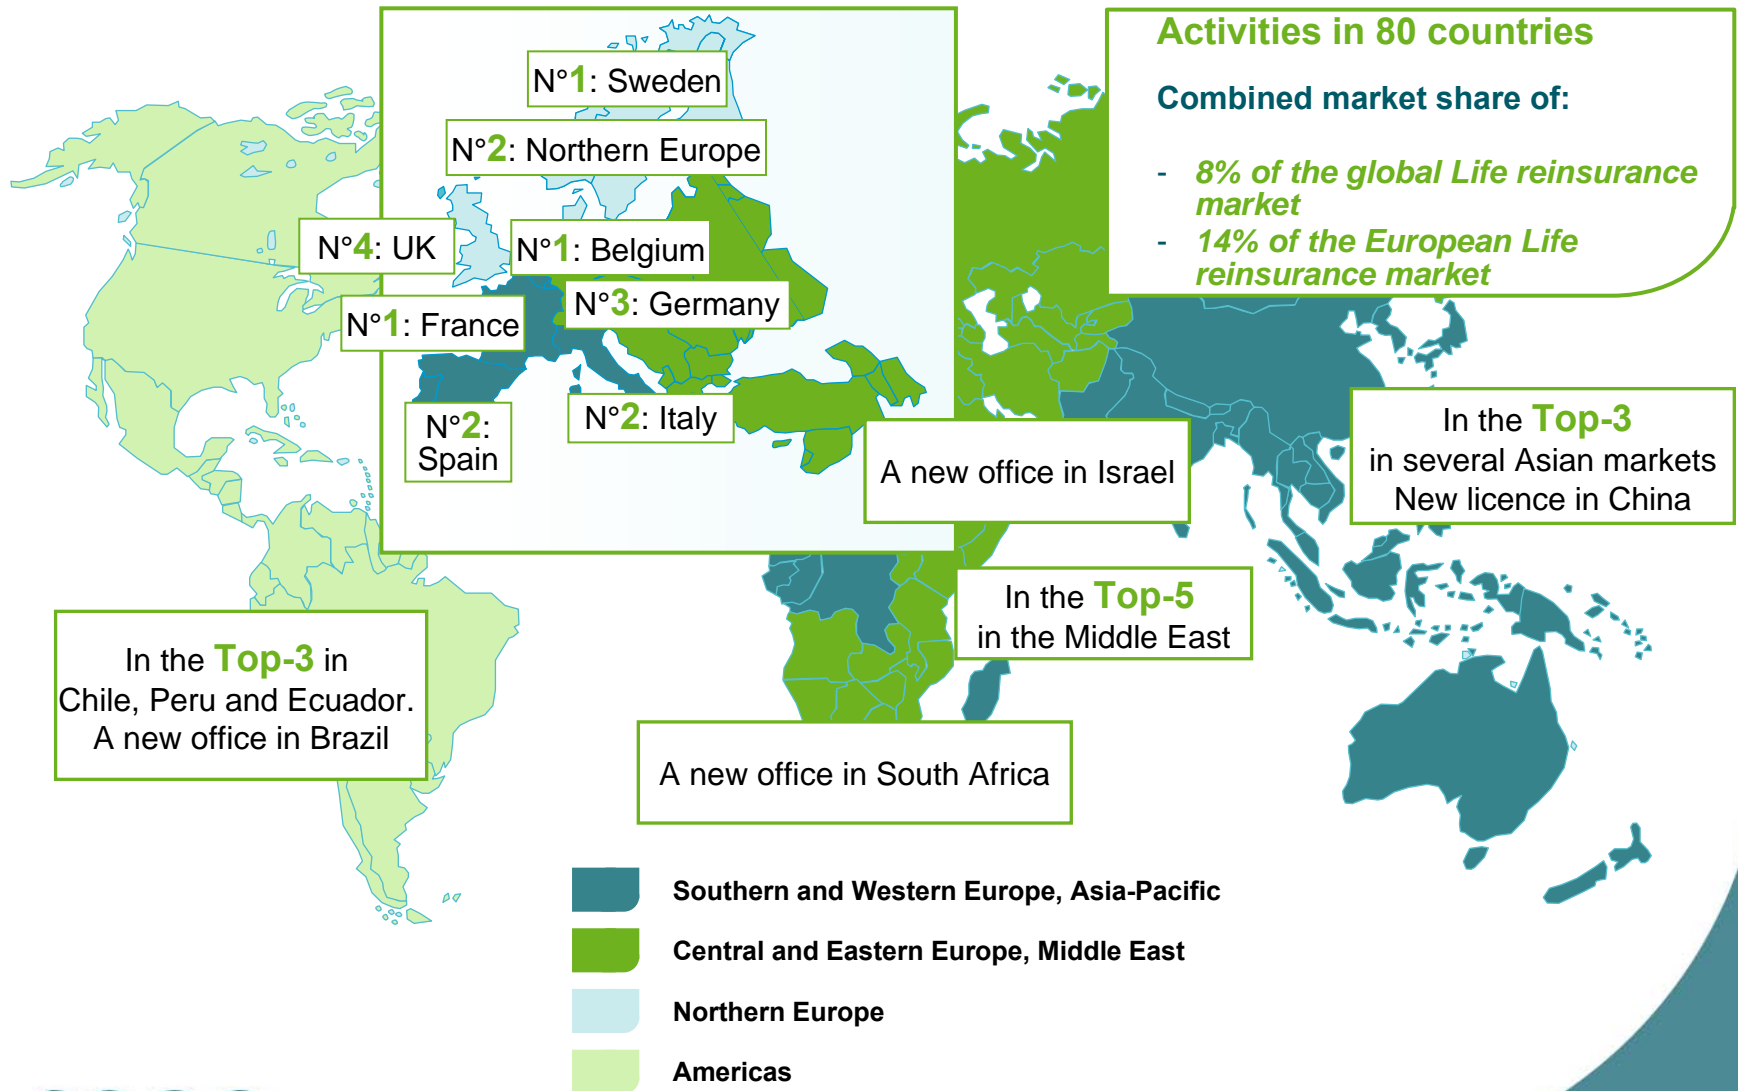 Activities in 80 countries
Combined market share of:
- 8% of the global Life reinsurance
market
- 14% of the European Life
reinsurance market
N°1: Sweden
N°2: Northern Europe
N°4: UK
N°1: Belgium
N°3: Germany
N°1: France
N°2: Italy
N°2:
Spain
A new office in Israel
In the Top-3
in several Asian markets
New licence in China
In the Top-5
in the Middle East
In the Top-3 in
Chile, Peru and Ecuador.
A new office in Brazil
A new office in South Africa
Southern and Western Europe, Asia-Pacific
Central and Eastern Europe, Middle East
Northern Europe
Americas